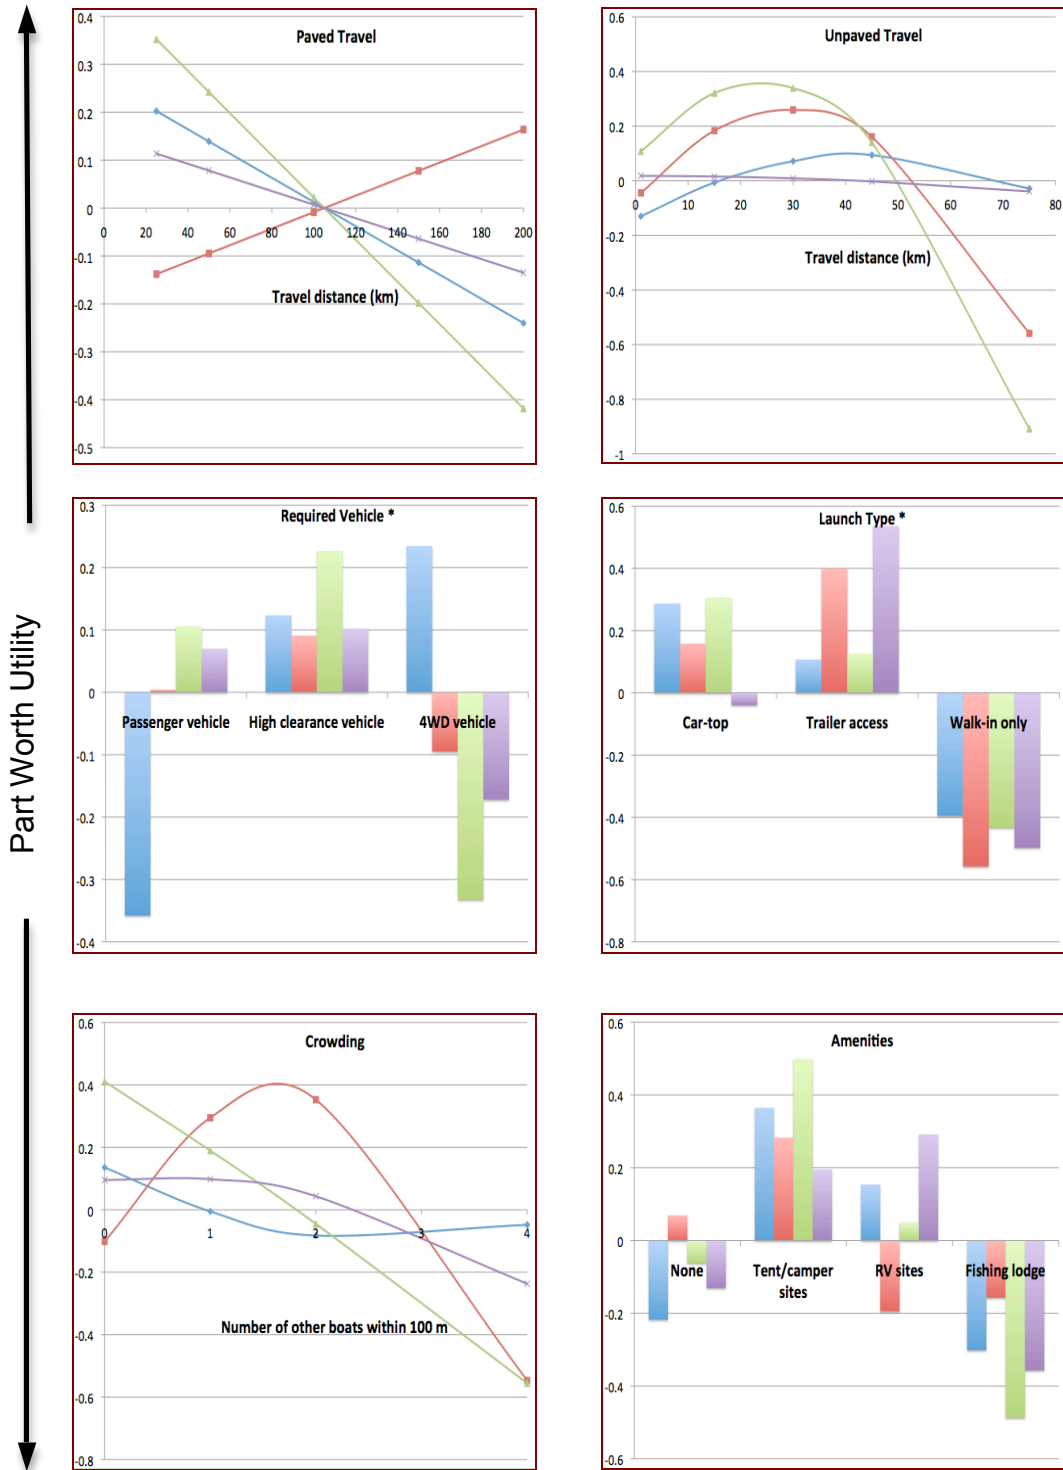 Part Worth Utility
Paved Travel
0.4
0.3
0.2
0.1
0
-0.1
-0.2
-0.3
-0.4
-0.5
0 20 40 60 80 100 120 140 160 180 200
Travel distance (km)
Unpaved Travel
0.6
0.4
0.2
0
-0.2
-0.4
-0.6
-0.8
-1
0 10 20 30 40 50 60 70 80
Travel distance (km)
Required Vehicle *
0.3
0.2
0.1
0
-0.1
-0.2
-0.3
-0.4
Passenger vehicle High clearance vehicle 4WD vehicle
Launch Type *
0.6
0.4
0.2
0
-0.2
-0.4
-0.6
-0.8
Car-top Trailer access Walk-in only
Crowding
0.6
0.4
0.2
0
-0.2
-0.4
-0.6
-0.8
0 1 2 3 4
Number of other boats within 100 m
Amenities
0.6
0.4
0.2
0
-0.2
-0.4
-0.6
None Tent/camper RV sites Fishing lodge
sites